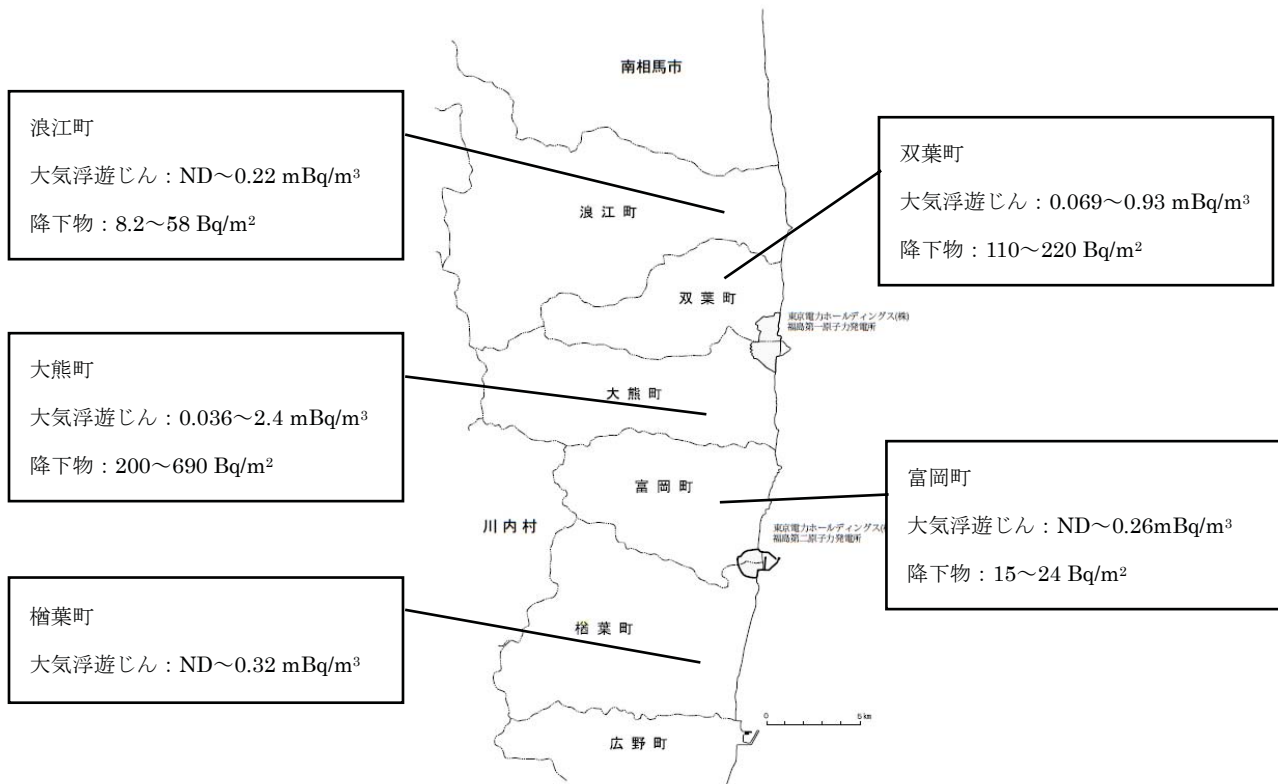 南相馬市
浪江町
大気浮遊じん：ND～0.22 mBq/m³
降下物：8.2～58 Bq/m²
双葉町
大気浮遊じん：0.069～0.93 mBq/m³
降下物：110～220 Bq/m²
浪江町
双葉町
東京電力ホールディングス(株)
福島第一原子力発電所
大熊町
大気浮遊じん：0.036～2.4 mBq/m³
降下物：200～690 Bq/m²
大熊町
富岡町
富岡町
大気浮遊じん：ND～0.26mBq/m³
降下物：15～24 Bq/m²
川内村
東京電力ホールディングス(
福島第二原子力発電所
楢葉町
大気浮遊じん：ND～0.32 mBq/m³
楢葉町
0 5km
広野町